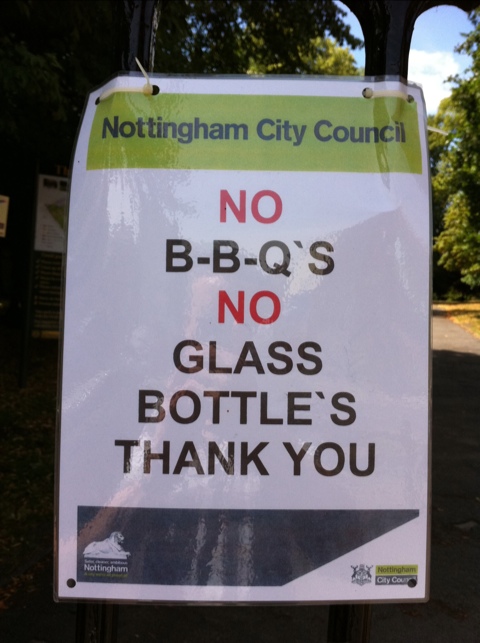 Nottingham City Council
NO
B-B-Q`S
NO
GLASS
BOTTLE`S
THANK YOU
Nottingham
Nottingham
City Council